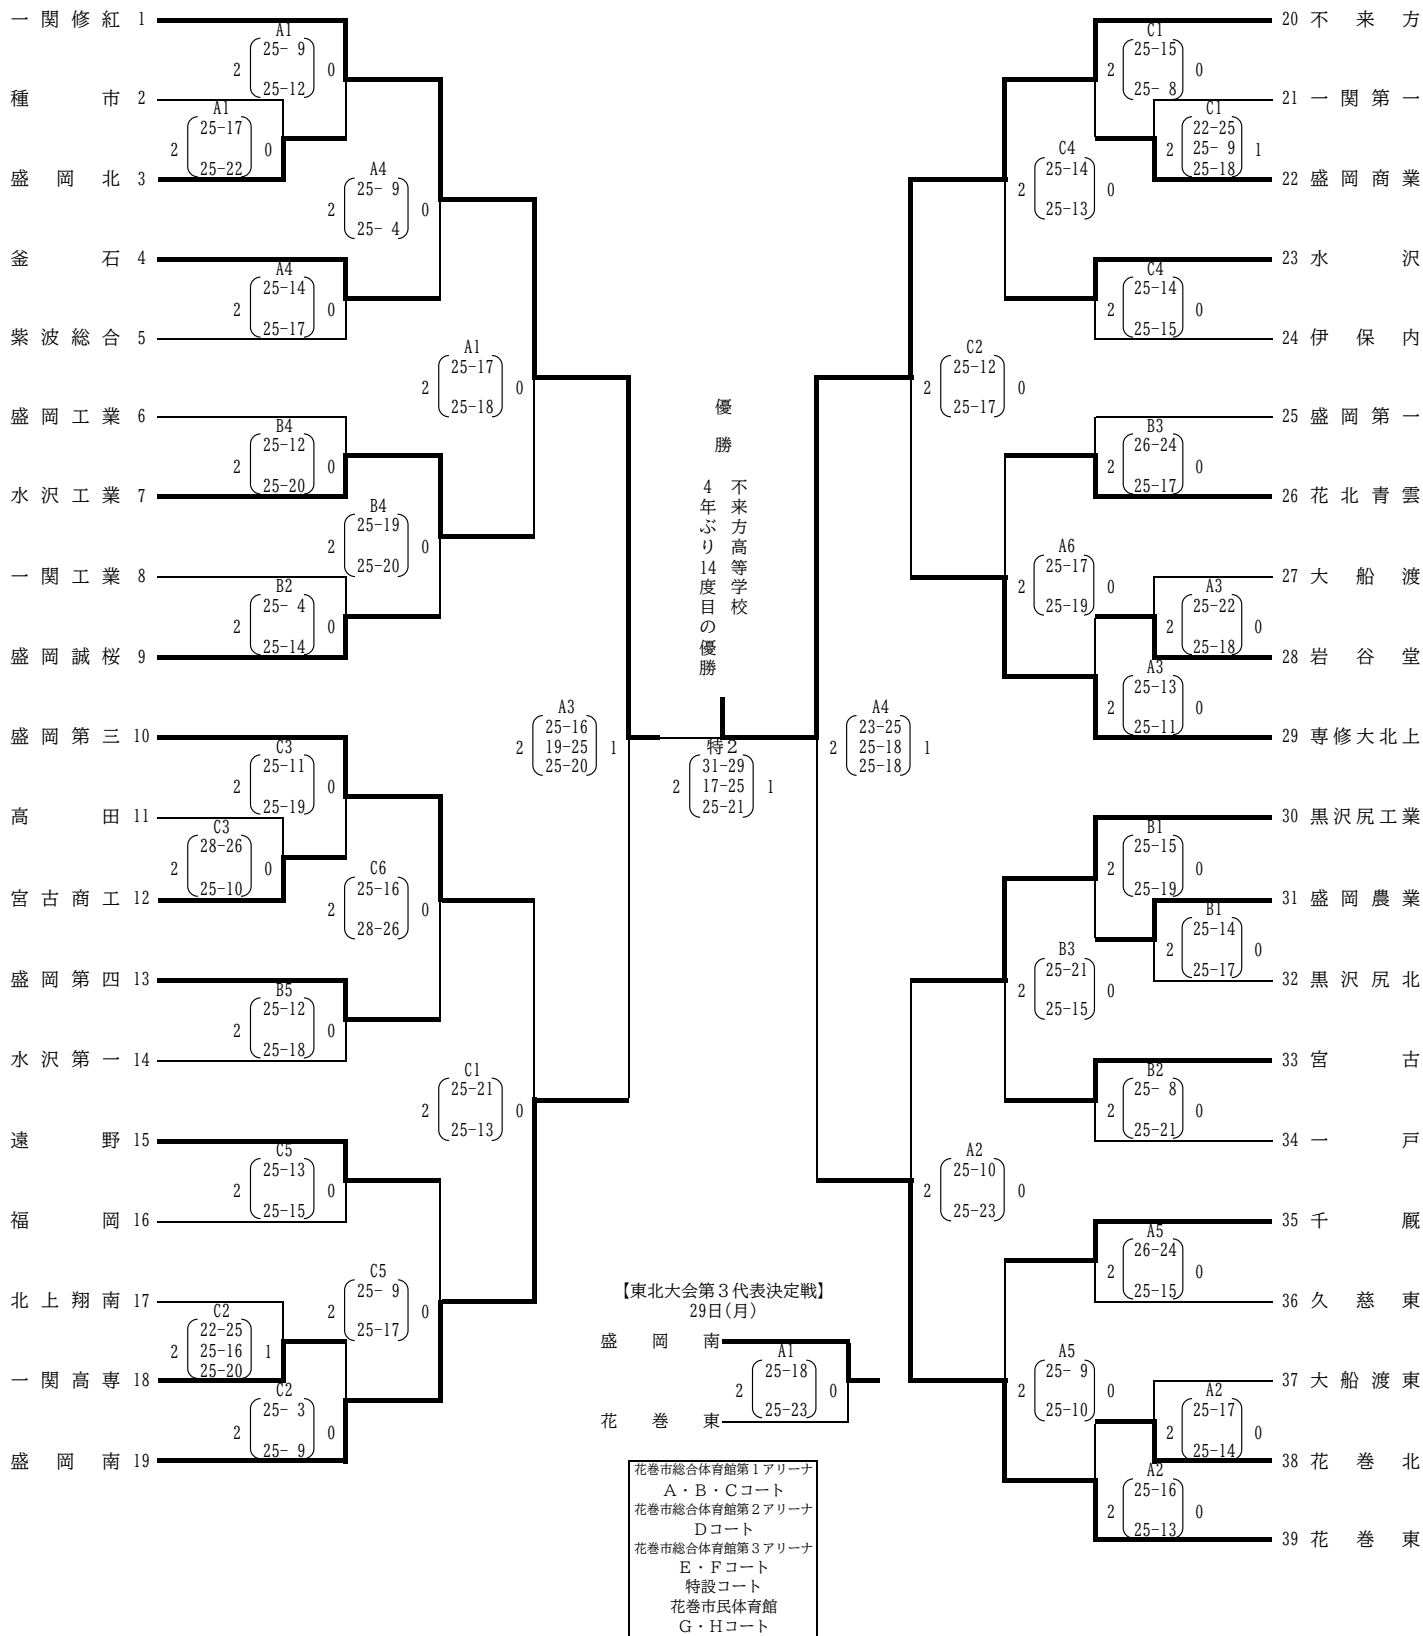 一関修紅 1
A1
25- 9
2 0
25-12
種市 2
A1
25-17
2 0
25-22
盛岡北 3
A4
25- 9
2 0
25- 4
釜石 4
A4
25-14
2 0
25-17
紫波総合 5
A1
25-17
2 0
25-18
盛岡工業 6
B4
25-12
2 0
25-20
水沢工業 7
B4
25-19
2 0
25-20
一関工業 8
B2
25- 4
2 0
25-14
盛岡誠桜 9
A3
25-16
2 19-25 1
25-20
盛岡第三 10
C3
25-11
2 0
25-19
高田 11
C3
28-26
2 0
25-10
宮古商工 12
C6
25-16
2 0
28-26
盛岡第四 13
B5
25-12
2 0
25-18
水沢第一 14
C1
25-21
2 0
25-13
遠野 15
C5
25-13
2 0
25-15
福岡 16
C5
25- 9
2 0
25-17
北上翔南 17
C2
22-25
2 25-16 1
25-20
一関高専 18
C2
25- 3
2 0
25- 9
盛岡南 19
優勝
不来方高等学校
4年ぶり14度目の優勝
特2
31-29
2 17-25 1
25-21
20 不来方
C1
25-15
2 0
25- 8
21 一関第一
C1
22-25
2 25- 9 1
25-18
22 盛岡商業
C4
25-14
2 0
25-13
23 水沢
C4
25-14
2 0
25-15
24 伊保内
C2
25-12
2 0
25-17
25 盛岡第一
B3
26-24
2 0
25-17
26 花北青雲
A6
25-17
2 0
25-19
27 大船渡
A3
25-22
2 0
25-18
28 岩谷堂
A3
25-13
2 0
25-11
29 専修大北上
A4
23-25
2 25-18 1
25-18
30 黒沢尻工業
B1
25-15
2 0
25-19
31 盛岡農業
B1
25-14
2 0
25-17
32 黒沢尻北
B3
25-21
2 0
25-15
33 宮古
B2
25- 8
2 0
25-21
34 一戸
A2
25-10
2 0
25-23
35 千厩
A5
26-24
2 0
25-15
36 久慈東
A5
25- 9
2 0
25-10
37 大船渡東
A2
25-17
2 0
25-14
38 花巻北
A2
25-16
2 0
25-13
39 花巻東
【東北大会第3代表決定戦】
29日(月)
盛岡南
A1
25-18
2 0
25-23
花巻東
花巻市総合体育館第1アリーナ
A・B・Cコート
花巻市総合体育館第2アリーナ
Dコート
花巻市総合体育館第3アリーナ
E・Fコート
特設コート
花巻市民体育館
G・Hコート